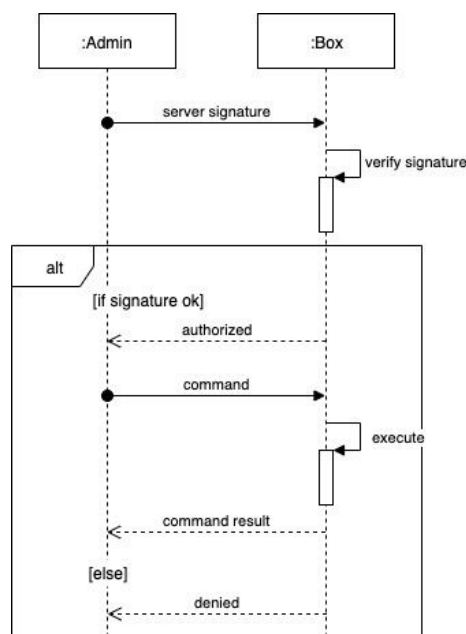 :Admin
:Box
server signature
verify signature
alt
[if signature ok]
authorized
command
execute
command result
[else]
denied